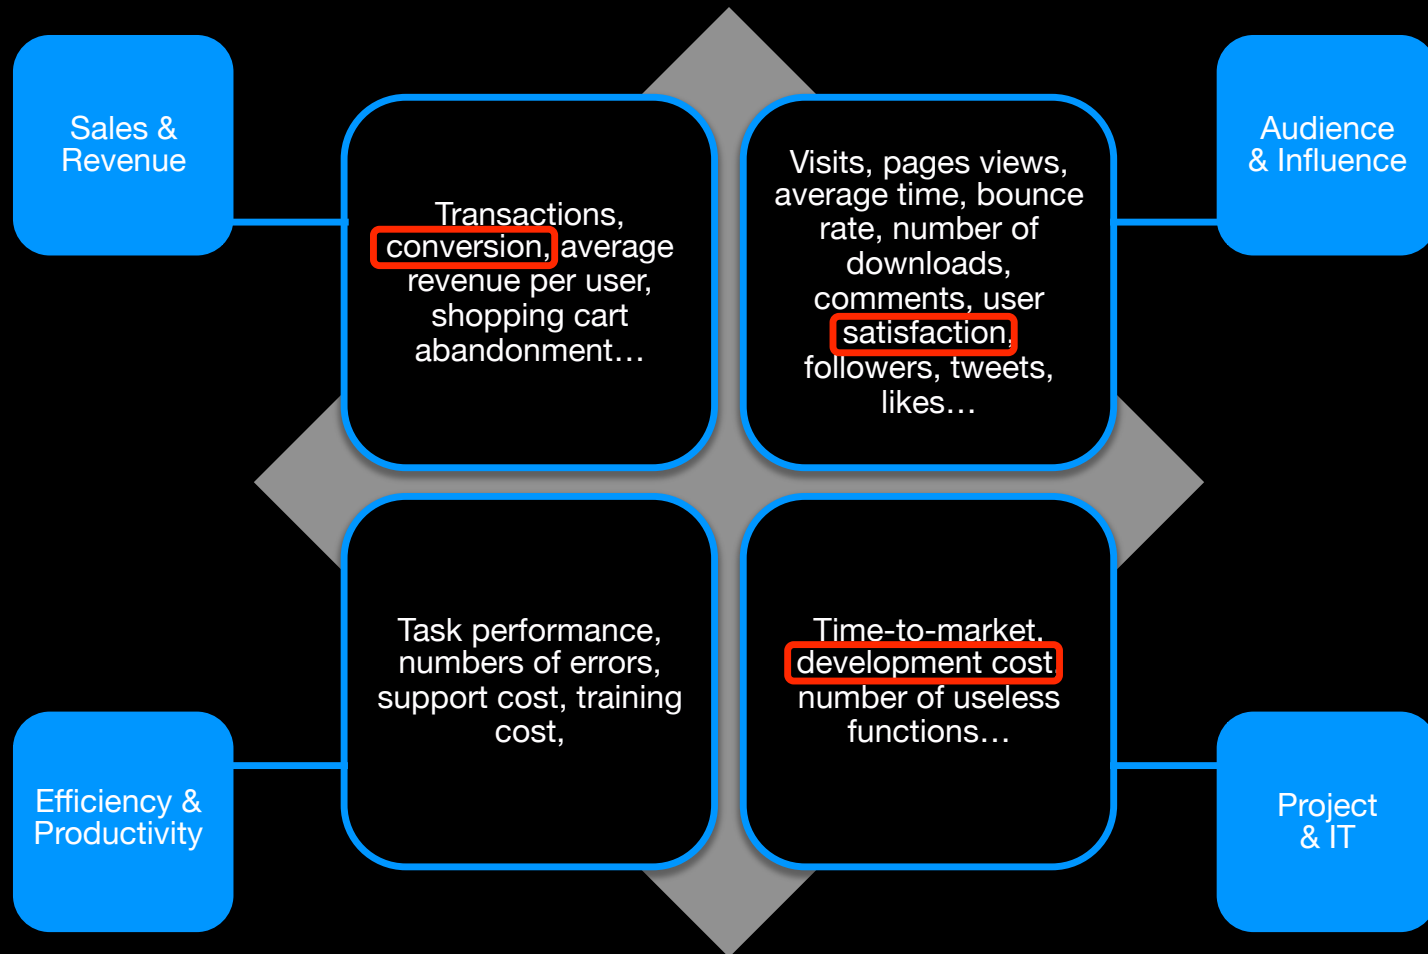 Sales &
Revenue
Transactions,
conversion, average
revenue per user,
shopping cart
abandonment…
Visits, pages views,
average time, bounce
rate, number of
downloads,
comments, user
satisfaction,
followers, tweets,
likes…
Audience
& Influence
Efficiency &
Productivity
Task performance,
numbers of errors,
support cost, training
cost,
Time-to-market,
development cost,
number of useless
functions…
Project
& IT